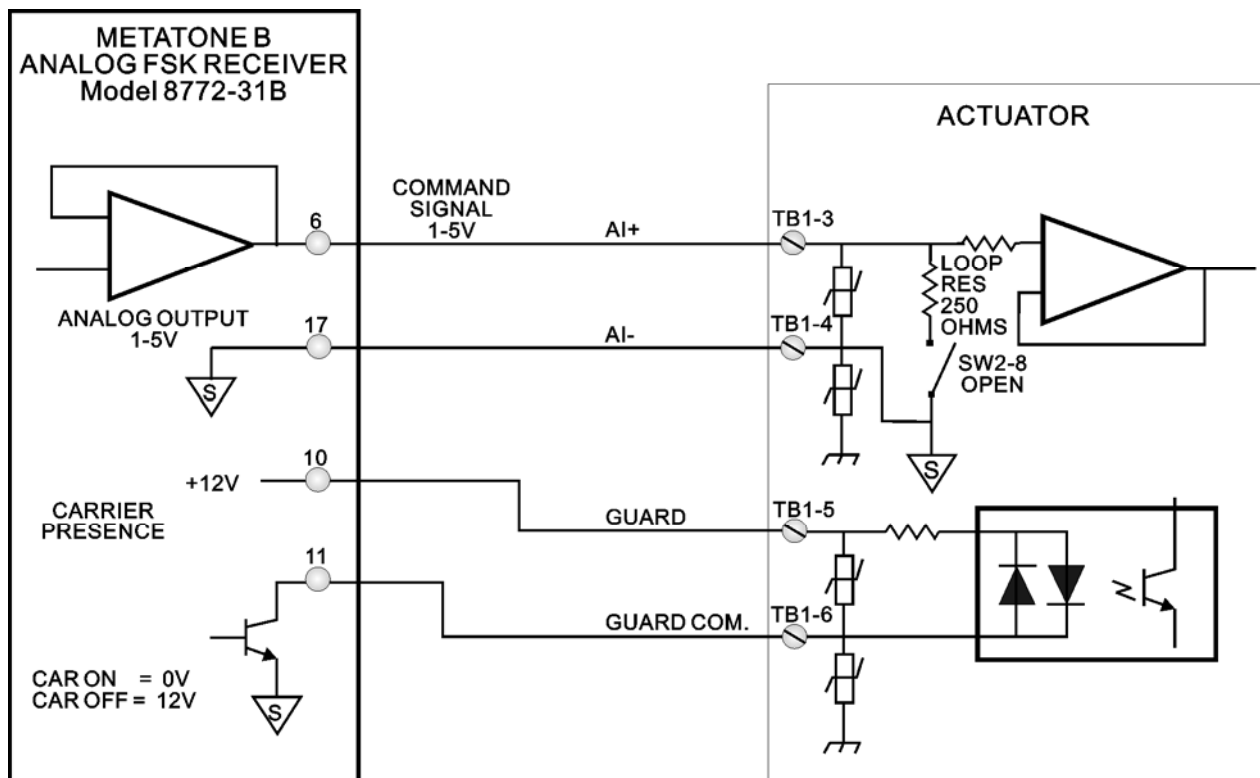 METATONE B
ANALOG FSK RECEIVER
Model 8772-31B
ACTUATOR
6
COMMAND
SIGNAL
1-5V
AI+
TB1-3
LOOP
RES
250
OHMS
ANALOG OUTPUT
1-5V
17
AI-
TB1-4
SW2-8
OPEN
S
S
10
+12V
CARRIER
PRESENCE
GUARD
TB1-5
11
GUARD COM.
TB1-6
CAR ON = 0V
CAR OFF = 12V
S